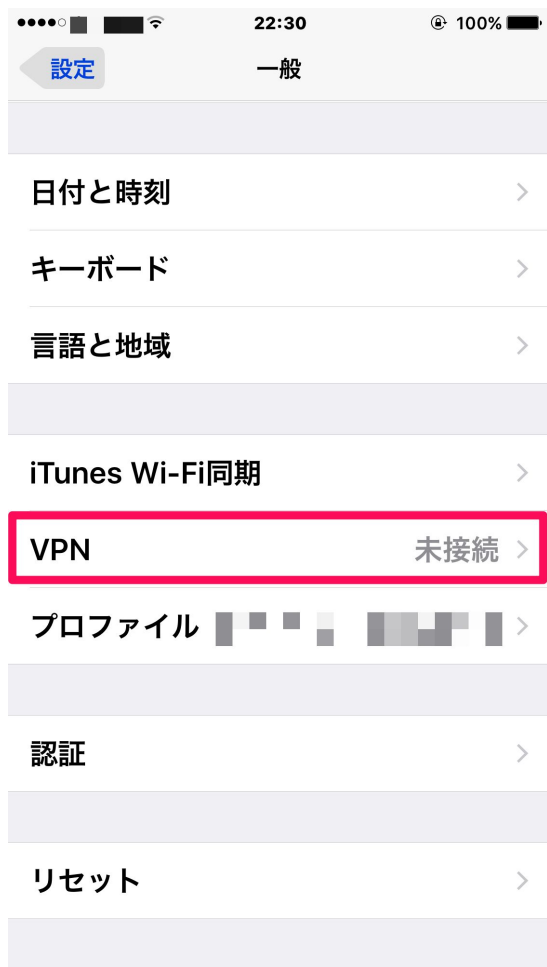 22:30
100%
設定
一般
日付と時刻
キーボード
言語と地域
iTunes Wi-Fi同期
VPN 未接続
プロファイル
認証
リセット